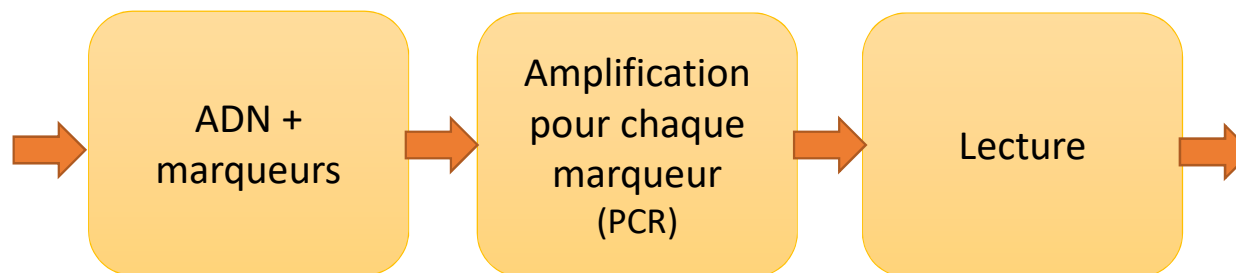 ADN +
marqueurs
Amplification
pour chaque
marqueur
(PCR)
Lecture